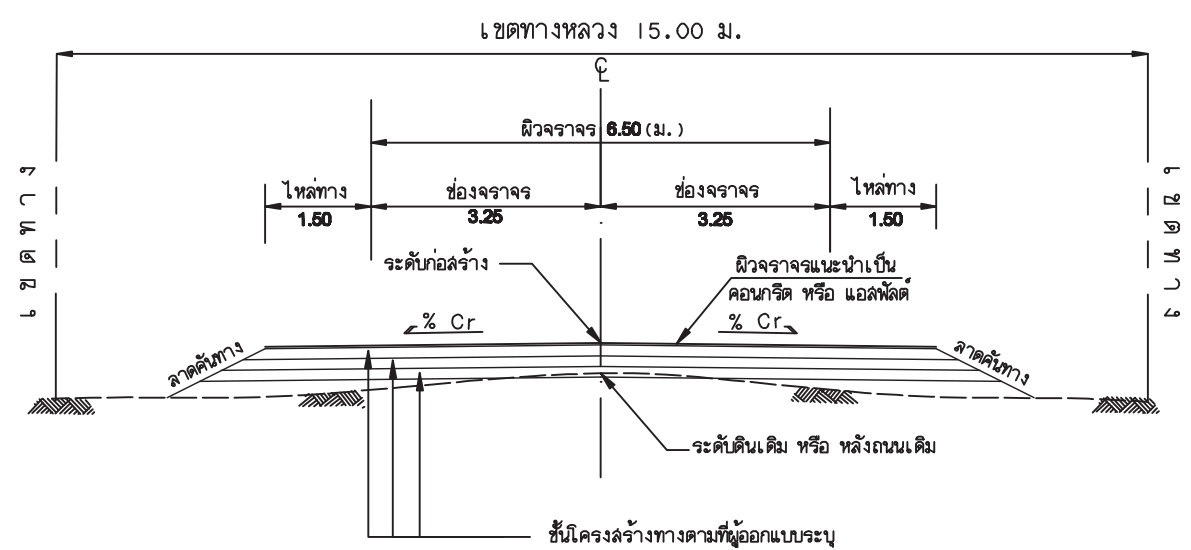 เขตทางหลวง 15.00 ม.
℄
ผิวจราจร 6.50 (ม.)
ไหล่ทาง ช่องจราจร ช่องจราจร ไหล่ทาง
1.50 3.25 3.25 1.50
เขตทาง
เขตทาง
ระดับก่อสร้าง
ผิวจราจรแนะนำเป็น
คอนกรีต หรือ แอสฟัลต์
% Cr % Cr
ลาดคันทาง ลาดคันทาง
ระดับดินเดิม หรือ หลังถนนเดิม
ชั้นโครงสร้างทางตามที่ผู้ออกแบบระบุ